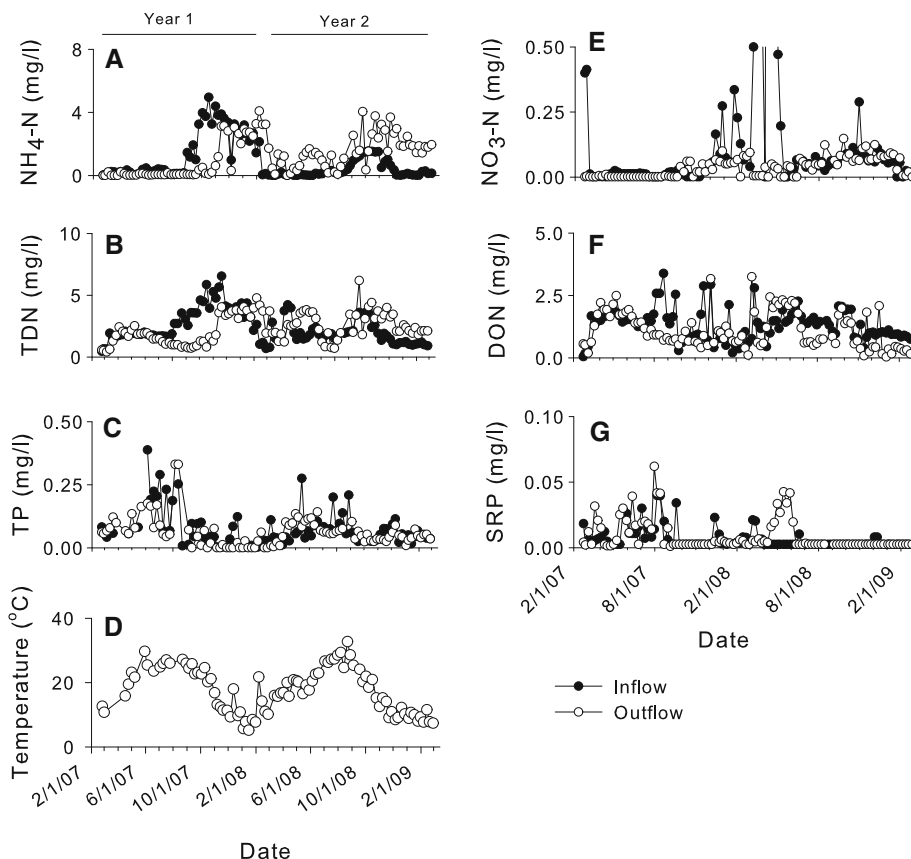 Year 1
Year 2
A
NH4-N (mg/l)
8
4
0
B
TDN (mg/l)
10
5
0
C
TP (mg/l)
0.50
0.25
0.00
D
Temperature (°C)
40
20
0
2/1/07
6/1/07
10/1/07
2/1/08
6/1/08
10/1/08
2/1/09
Date
E
NO3-N (mg/l)
0.50
0.25
0.00
F
DON (mg/l)
5.0
2.5
0.0
G
SRP (mg/l)
0.10
0.05
0.00
2/1/07
8/1/07
2/1/08
8/1/08
2/1/09
Date
Inflow
Outflow